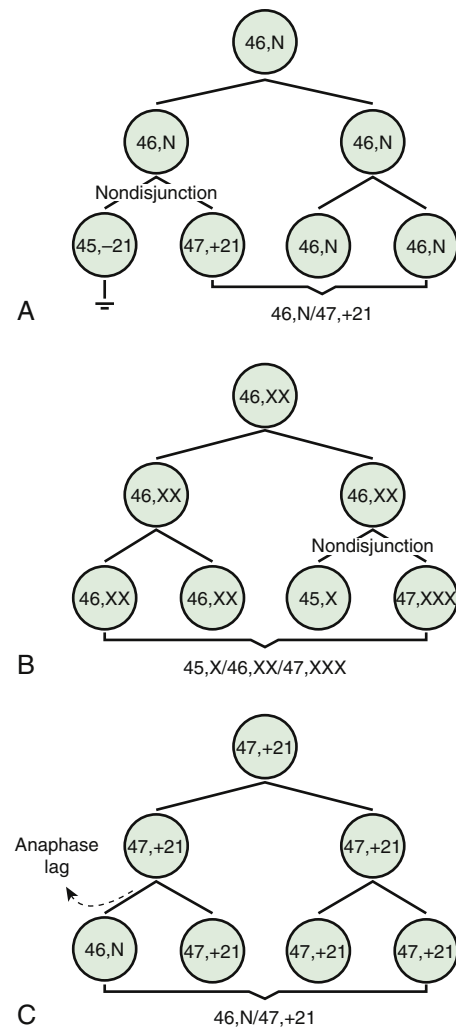 46,N
46,N 46,N
Nondisjunction
45,–21 47,+21 46,N 46,N
A
46,N/47,+21
46,XX
46,XX 46,XX
Nondisjunction
46,XX 46,XX 45,X 47,XXX
B
45,X/46,XX/47,XXX
47,+21
47,+21 47,+21
Anaphase
lag
46,N 47,+21 47,+21 47,+21
C
46,N/47,+21